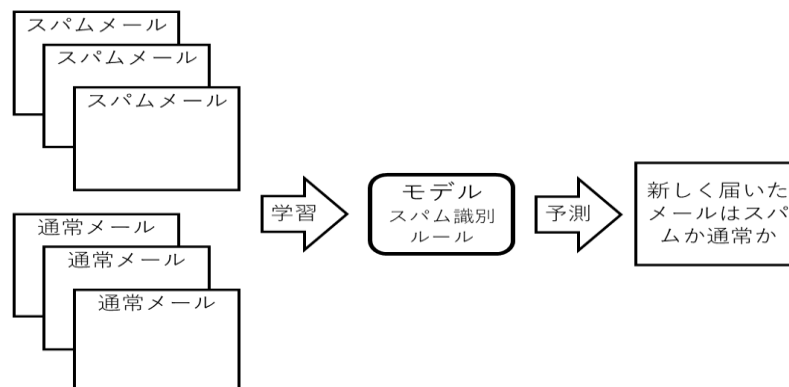 スパムメール
スパムメール
スパムメール
通常メール
通常メール
通常メール
学習
モデル
スパム識別
ルール
予測
新しく届いた
メールはスパ
ムか通常か